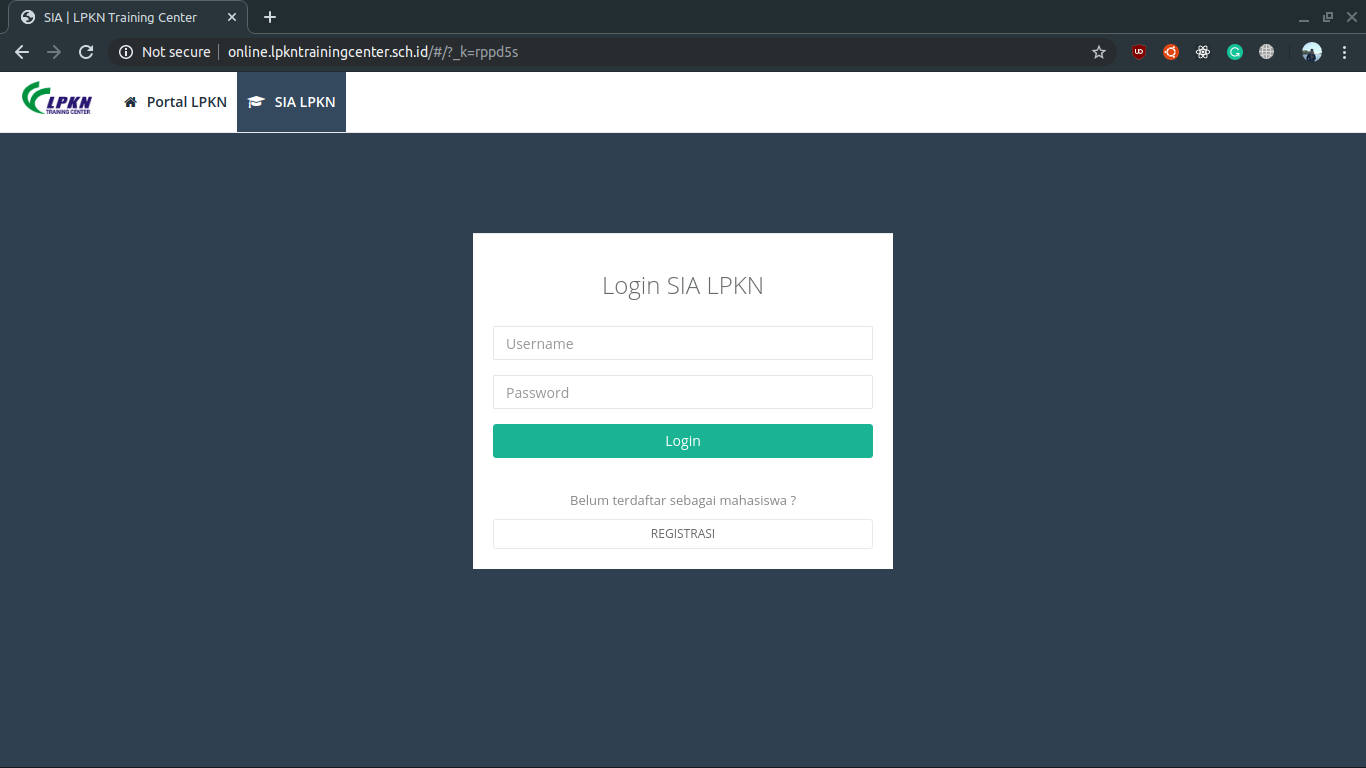 SIA | LPKN Training Center
Not secure | online.lpkntrainingcenter.sch.id/#/?_k=rppd5s
LPKN
TRAINING CENTER
Portal LPKN
SIA LPKN
Login SIA LPKN
Username
Password
Login
Belum terdaftar sebagai mahasiswa ?
REGISTRASI